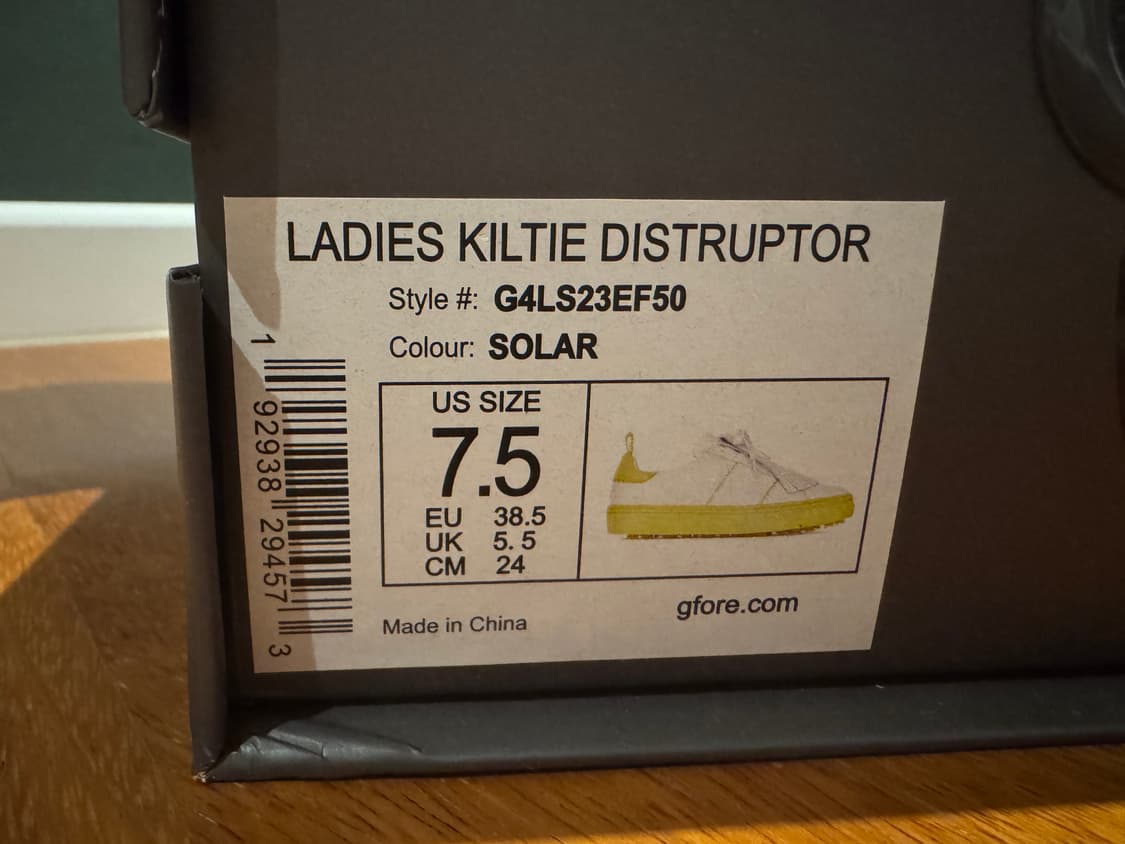 LADIES KILTIE DISTRUPTOR
Style #: G4LS23EF50
Colour: SOLAR
1 92938 29457 3
US SIZE
7.5
EU 38.5
UK 5.5
CM 24
Made in China
gfore.com